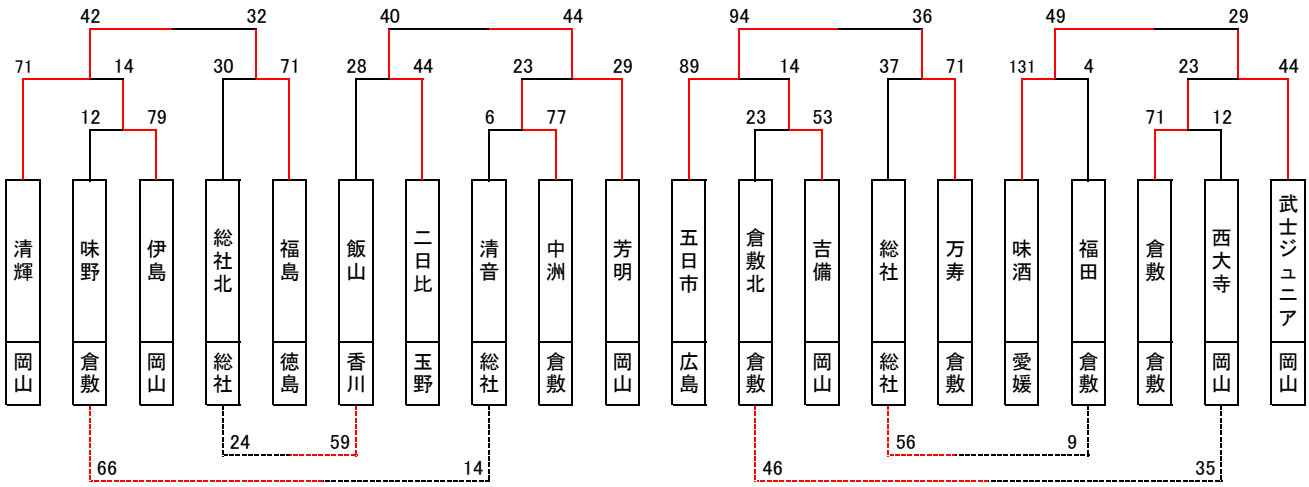 42 32 40 44 94 36 49 29
71 14 30 71 28 44 23 29 89 14 37 71 131 4 23 44
12 79 6 77 23 53 71 12
清輝
味野
伊島
総社北
福島
飯山
二日比
清音
中洲
芳明
五日市
倉敷北
吉備
総社
万寿
味酒
福田
倉敷
西大寺
武士ジュニア
岡山
倉敷
岡山
総社
徳島
香川
玉野
総社
倉敷
岡山
広島
倉敷
岡山
総社
倉敷
愛媛
倉敷
倉敷
岡山
岡山
24 59 56 9
66 14 46 35